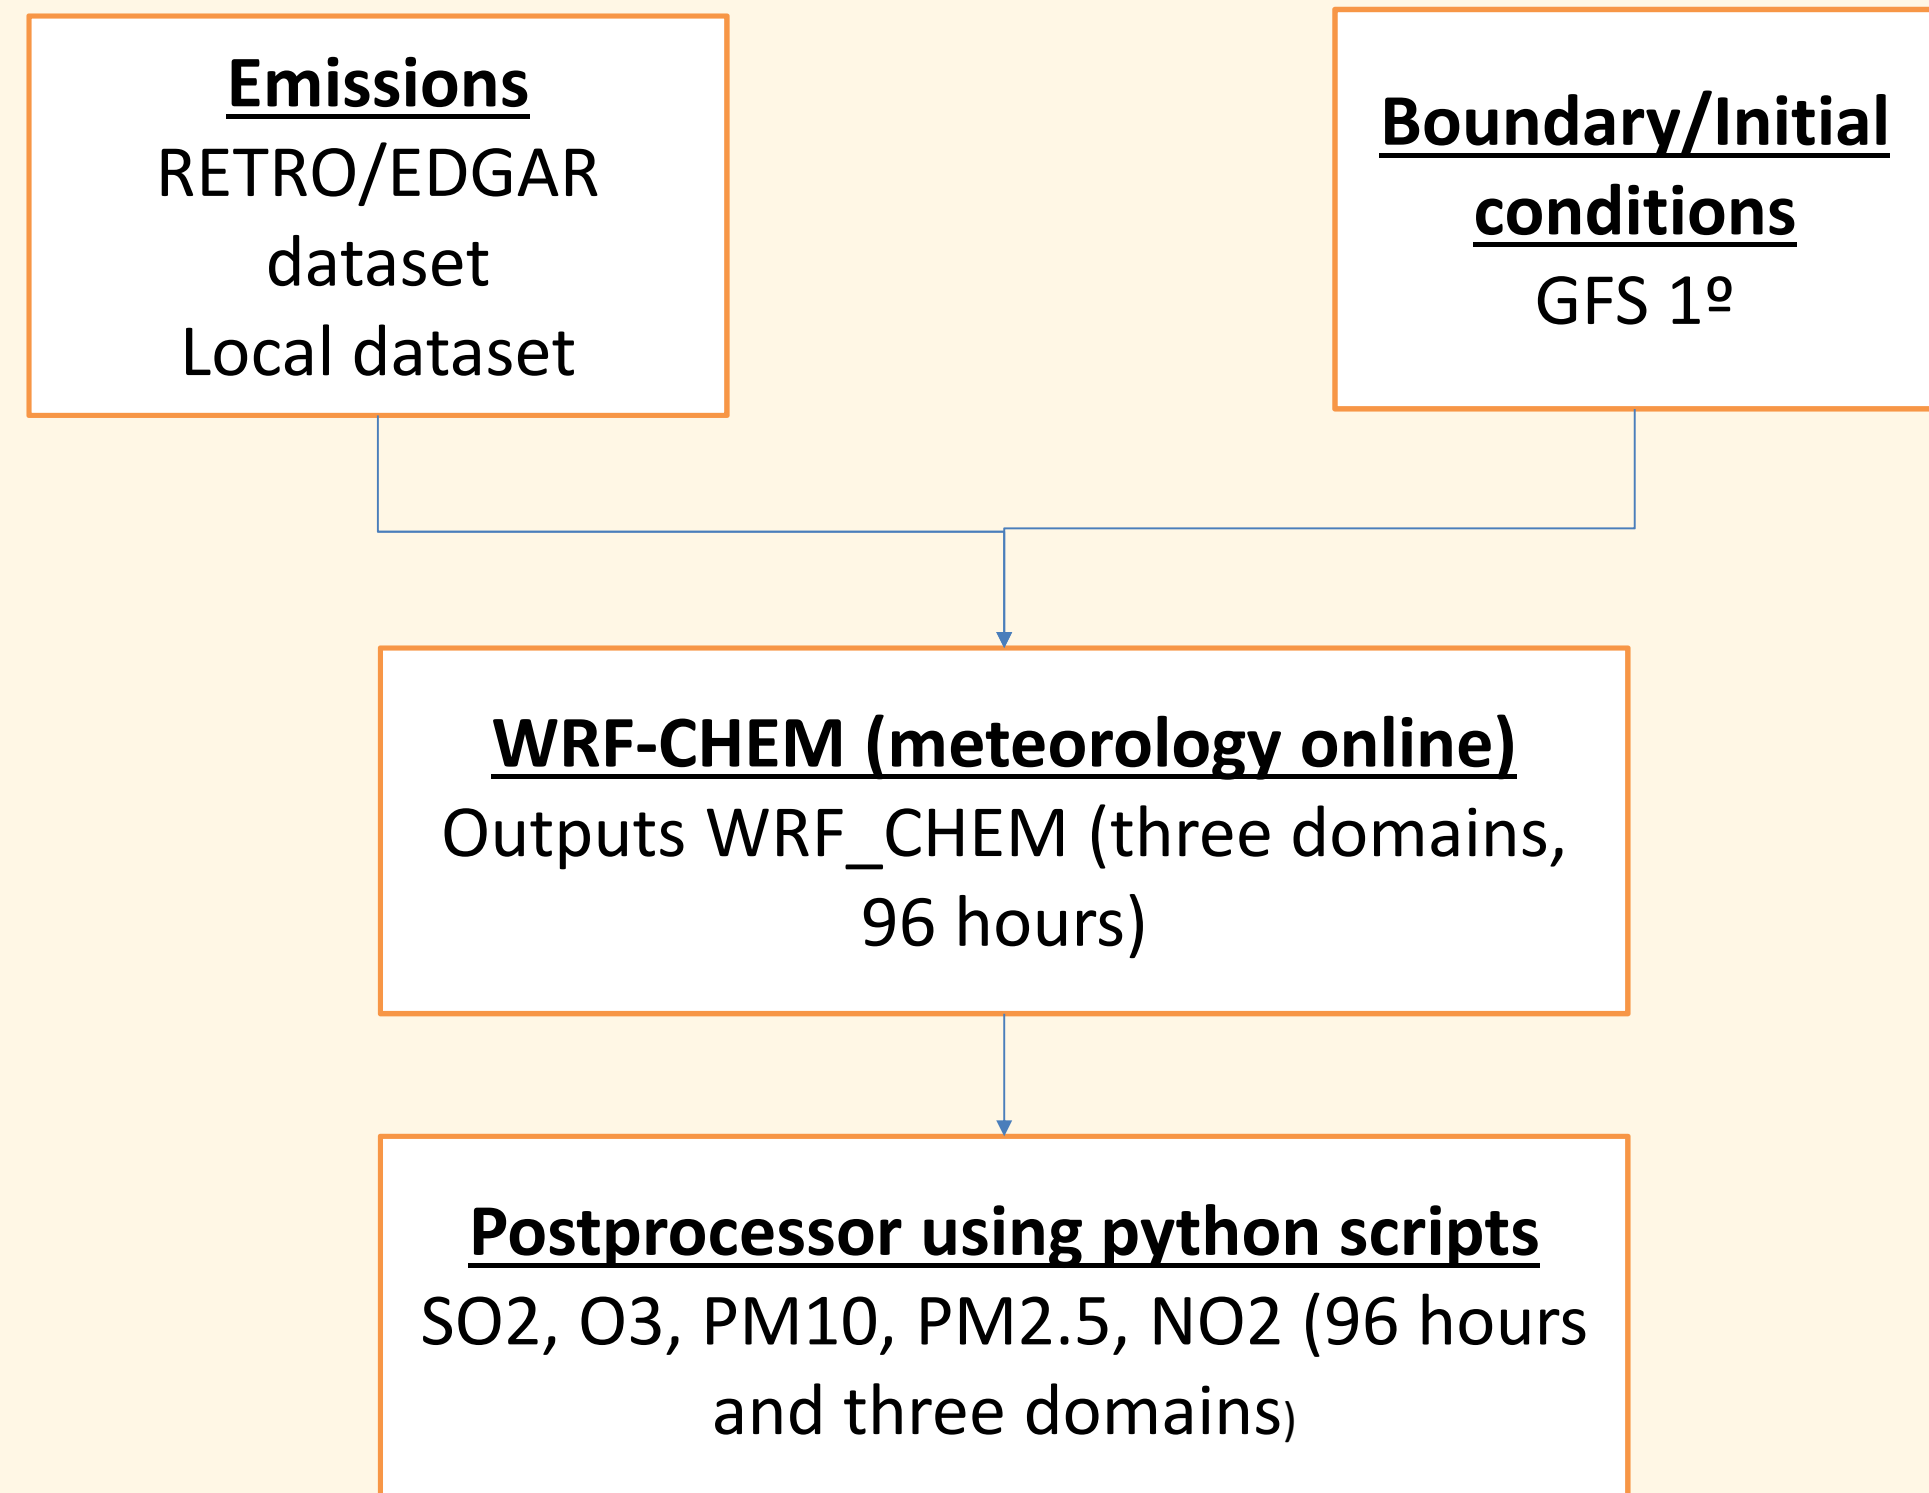 Emissions
RETRO/EDGAR
dataset
Local dataset
Boundary/Initial
conditions
GFS 1º
WRF-CHEM (meteorology online)
Outputs WRF_CHEM (three domains,
96 hours)
Postprocessor using python scripts
SO2, O3, PM10, PM2.5, NO2 (96 hours
and three domains)